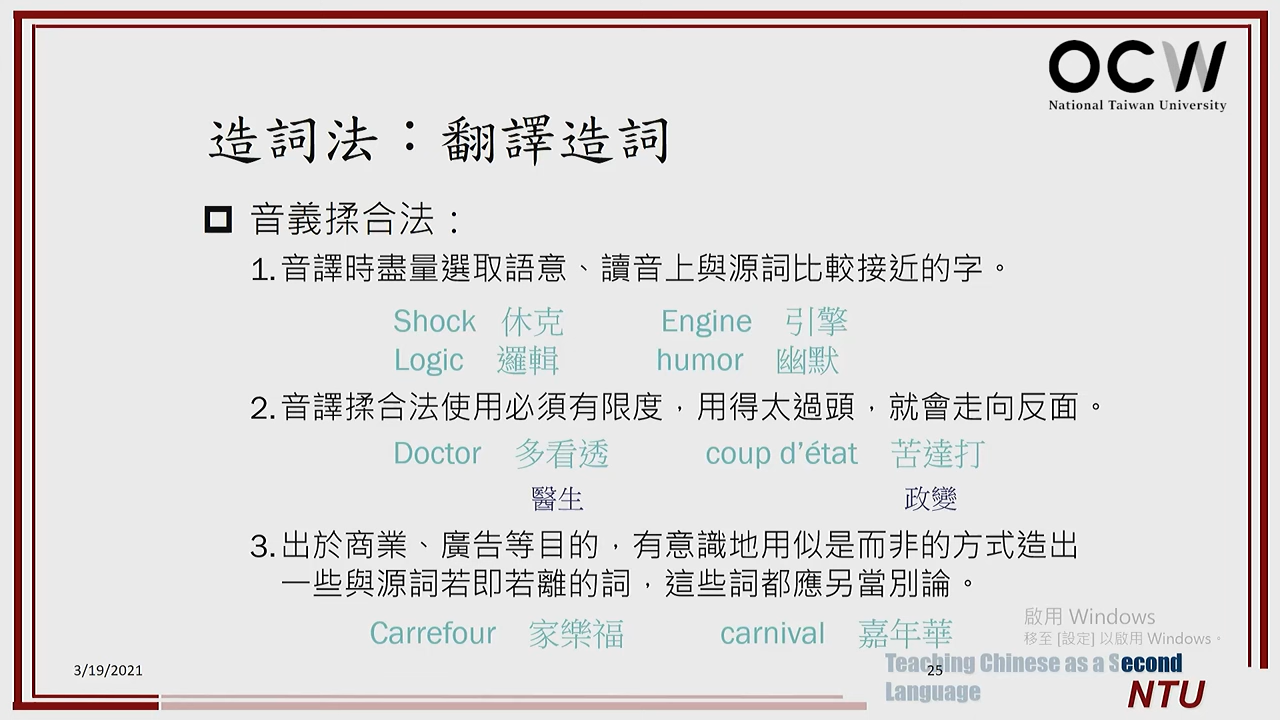 OCW
National Taiwan University
造詞法：翻譯造詞
音義揉合法：
1.音譯時盡量選取語意、讀音上與源詞比較接近的字。
Shock 休克 Engine 引擎
Logic 邏輯 humor 幽默
2.音譯揉合法使用必須有限度，用得太過頭，就會走向反面。
Doctor 多看透 coup d’état 苦達打
醫生 政變
3.出於商業、廣告等目的，有意識地用似是而非的方式造出
一些與源詞若即若離的詞，這些詞都應另當別論。
Carrefour 家樂福 carnival 嘉年華
啟用 Windows
移至 [設定] 以啟用 Windows。
3/19/2021
25
Teaching Chinese as a Second
Language
NTU